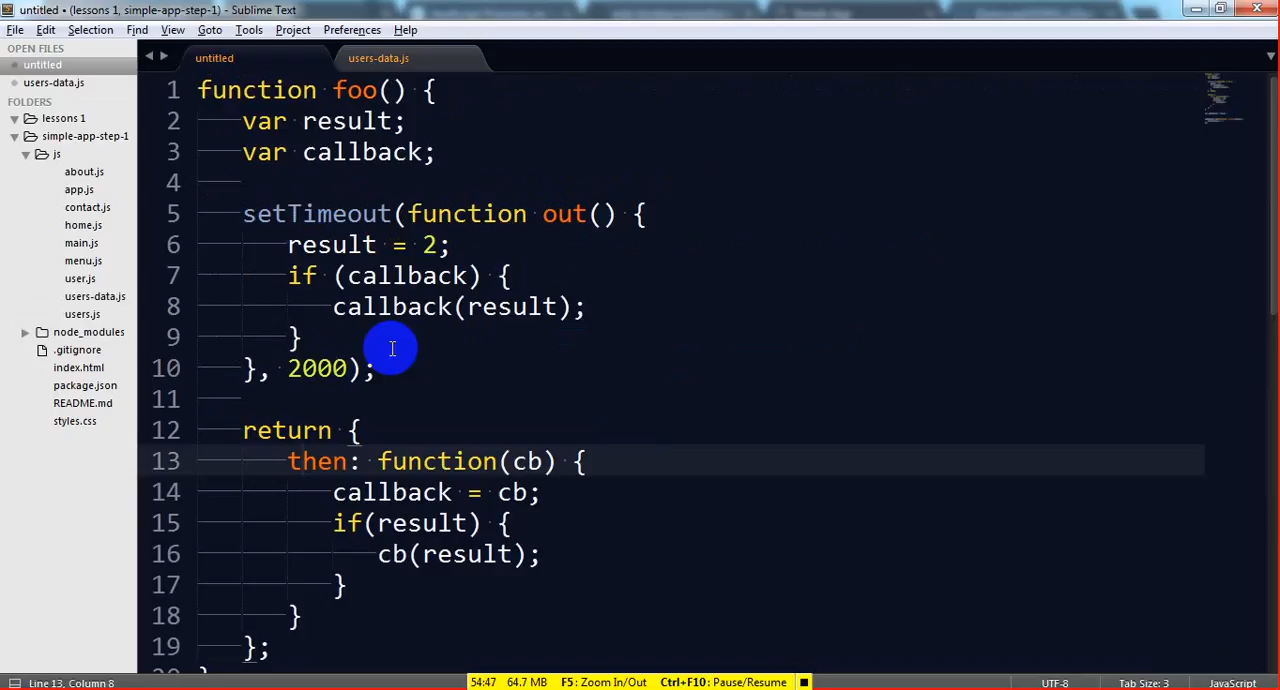 untitled • (lessons 1, simple-app-step-1) - Sublime Text
File Edit Selection Find View Goto Tools Project Preferences Help
OPEN FILES
untitled
users-data.js
FOLDERS
lessons 1
simple-app-step-1
js
about.js
app.js
contact.js
home.js
main.js
menu.js
user.js
users-data.js
users.js
node_modules
.gitignore
index.html
package.json
README.md
styles.css
untitled users-data.js
1 function foo() {
2 var result;
3 var callback;
4
5 setTimeout(function out() {
6 result = 2;
7 if (callback) {
8 callback(result);
9 }
10 }, 2000);
11
12 return {
13 then: function(cb) {
14 callback = cb;
15 if(result) {
16 cb(result);
17 }
18 }
19 };
Line 13, Column 8 54:47 64.7 MB F5: Zoom In/Out Ctrl+F10: Pause/Resume UTF-8 Tab Size: 3 JavaScript